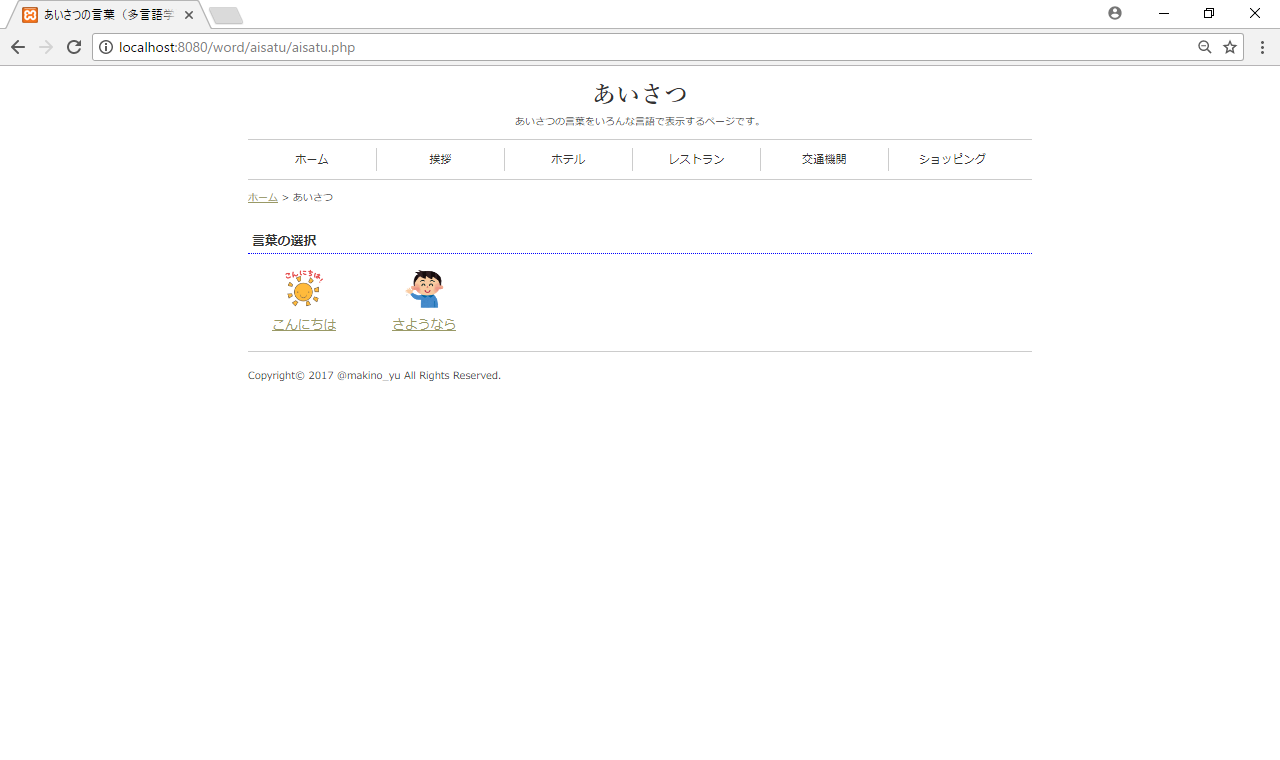 あいさつの言葉（多言語学
localhost:8080/word/aisatu/aisatu.php
あいさつ
あいさつの言葉をいろんな言語で表示するページです。
ホーム 挨拶 ホテル レストラン 交通機関 ショッピング
ホーム > あいさつ
言葉の選択
こんにちは!
こんにちは さようなら
Copyright© 2017 @makino_yu All Rights Reserved.